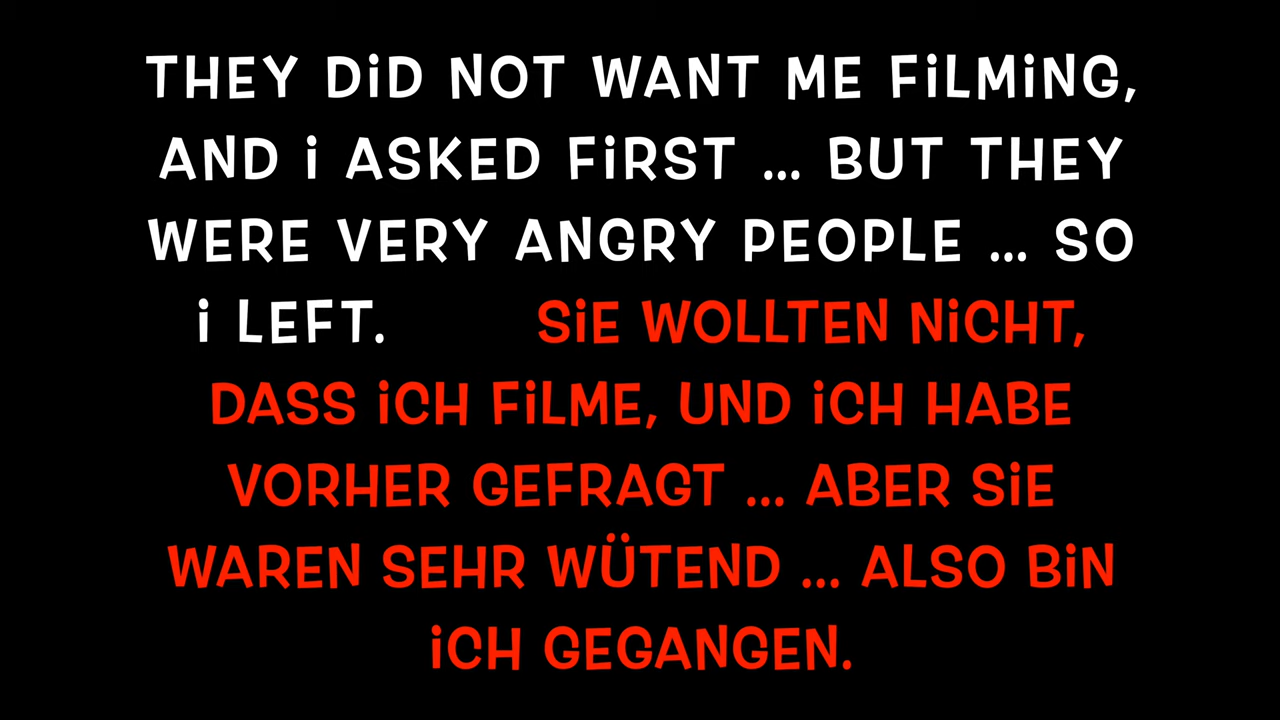 THEY DiD NOT WANT ME FiLMiNG,
AND i ASKED FiRST ... BUT THEY
WERE VERY ANGRY PEOPLE ... SO
i LEFT. SiE WOLLTEN NiCHT,
DASS iCH FiLME, UND iCH HABE
VORHER GEFRAGT ... ABER SiE
WAREN SEHR WÜTEND ... ALSO BiN
iCH GEGANGEN.